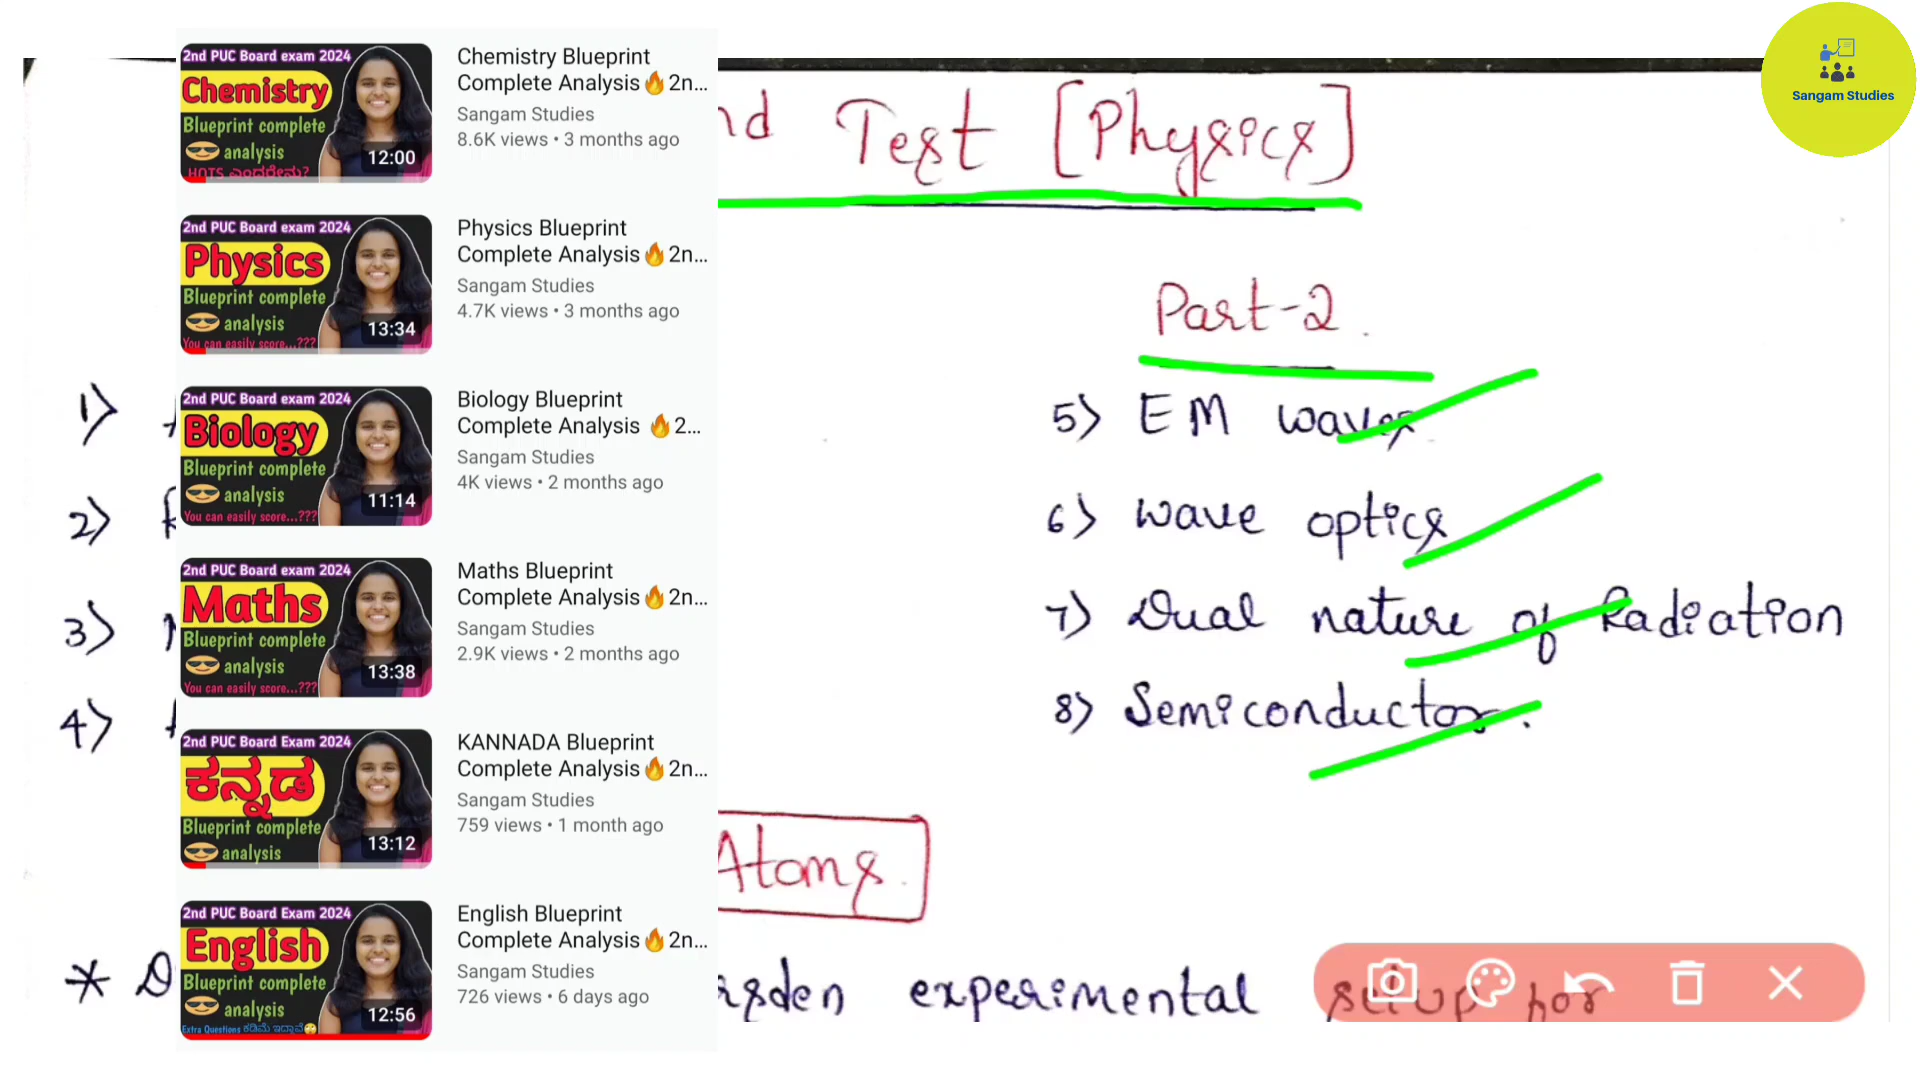 Sangam Studies
Test [Physics]
Part-2
5) EM waves
6) wave optics
7) Dual nature of Radiation
8) Semiconductor.
1)
2)
3)
4)
Atoms.
experimental setup for
2nd PUC Board exam 2024
Chemistry
Blueprint complete
😎 analysis
HOTS ಎಂದರೇನು?
12:00
Chemistry Blueprint
Complete Analysis🔥2n...
Sangam Studies
8.6K views • 3 months ago
2nd PUC Board exam 2024
Physics
Blueprint complete
😎 analysis
You can easily score...???
13:34
Physics Blueprint
Complete Analysis🔥2n...
Sangam Studies
4.7K views • 3 months ago
2nd PUC Board exam 2024
Biology
Blueprint complete
😎 analysis
You can easily score...???
11:14
Biology Blueprint
Complete Analysis 🔥2...
Sangam Studies
4K views • 2 months ago
2nd PUC Board exam 2024
Maths
Blueprint complete
😎 analysis
You can easily score...???
13:38
Maths Blueprint
Complete Analysis🔥2n...
Sangam Studies
2.9K views • 2 months ago
2nd PUC Board Exam 2024
ಕನ್ನಡ
Blueprint complete
😎 analysis
13:12
KANNADA Blueprint
Complete Analysis🔥2n...
Sangam Studies
759 views • 1 month ago
2nd PUC Board Exam 2024
English
Blueprint complete
😎 analysis
Extra Questions ಕಡಿಮೆ ಇದ್ದಾವೆ🙄
12:56
English Blueprint
Complete Analysis🔥2n...
Sangam Studies
726 views • 6 days ago